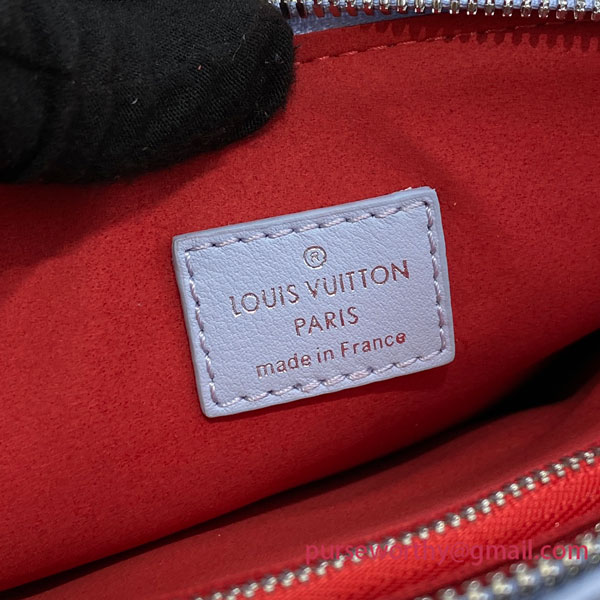 ®
LOUIS VUITTON
PARIS
made in France
purseworthy@gmail.com